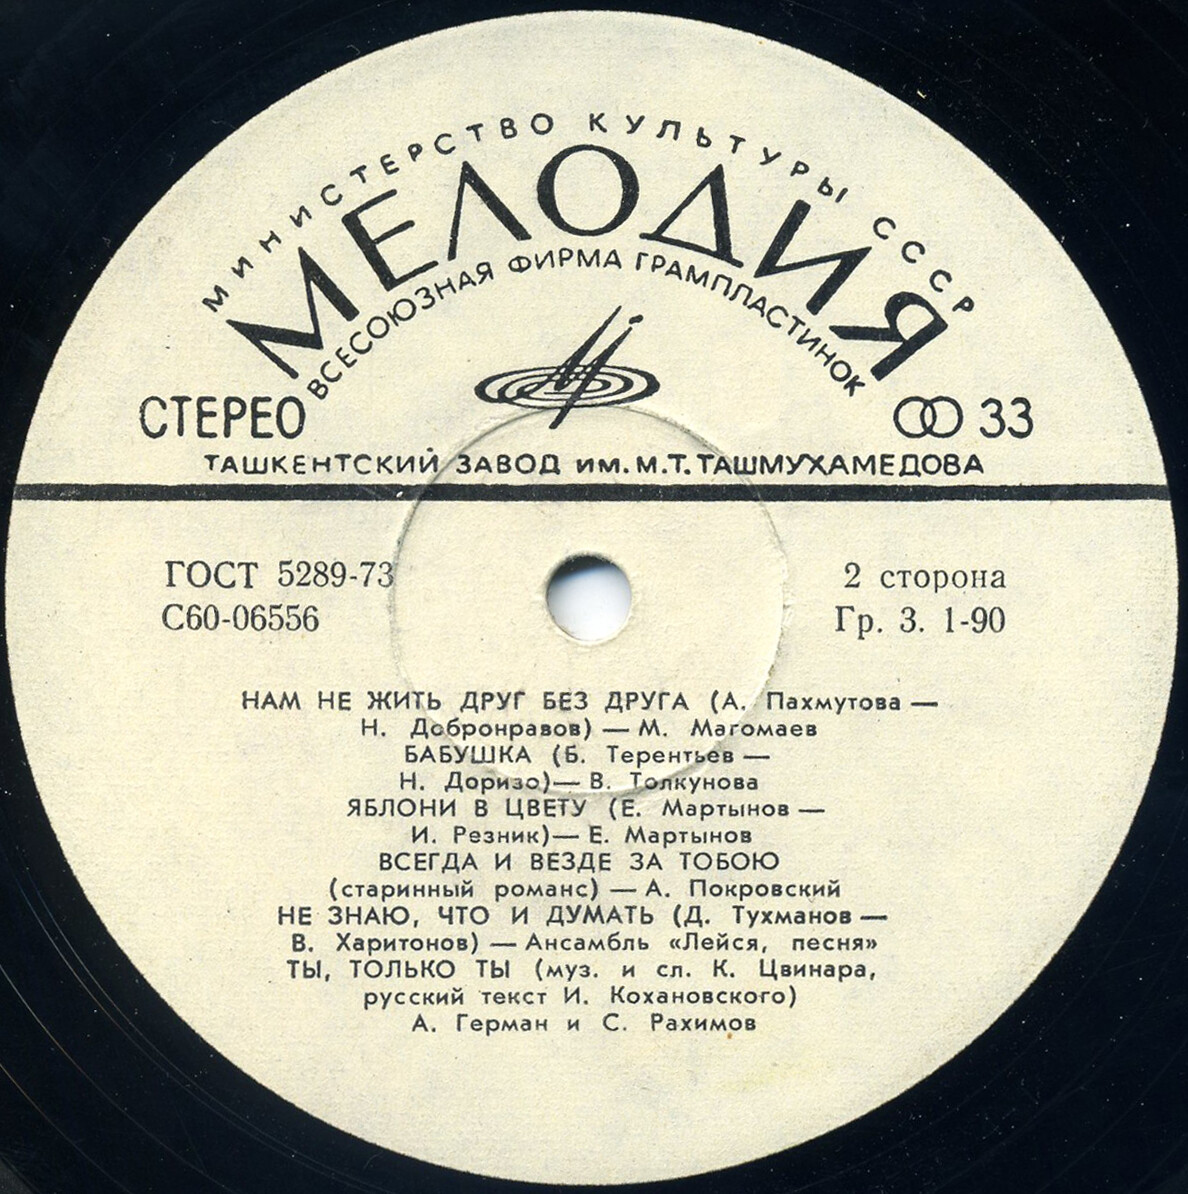 МИНИСТЕРСТВО КУЛЬТУРЫ СССР
МЕЛОДИЯ
ВСЕСОЮЗНАЯ ФИРМА ГРАМПЛАСТИНОК
СТЕРЕО
33
ТАШКЕНТСКИЙ ЗАВОД ИМ. М.Т. ТАШМУХАМЕДОВА
ГОСТ 5289-73
2 сторона
С60-06556
Гр. 3. 1-90
НАМ НЕ ЖИТЬ ДРУГ БЕЗ ДРУГА (А. Пахмутова —
Н. Добронравов) — М. Магомаев
БАБУШКА (Б. Терентьев —
Н. Доризо)— В. Толкунова
ЯБЛОНИ В ЦВЕТУ (Е. Мартынов —
И. Резник)— Е. Мартынов
ВСЕГДА И ВЕЗДЕ ЗА ТОБОЮ
(старинный романс) — А. Покровский
НЕ ЗНАЮ, ЧТО И ДУМАТЬ (Д. Тухманов —
В. Харитонов) — Ансамбль «Лейся, песня»
ТЫ, ТОЛЬКО ТЫ (муз. и сл. К. Цвинара,
русский текст И. Кохановского)
А. Герман и С. Рахимов